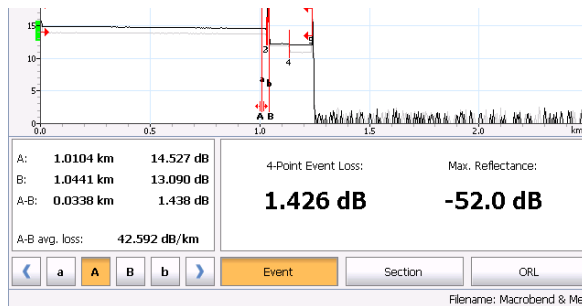 15
10
5
0
2
4
5
a
b
A B
0.0 0.5 1.0 1.5 2.0 km
A: 1.0104 km 14.527 dB
B: 1.0441 km 13.090 dB
A-B: 0.0338 km 1.438 dB
A-B avg. loss: 42.592 dB/km
4-Point Event Loss: Max. Reflectance:
1.426 dB -52.0 dB
a A B b Event Section ORL
Filename: Macrobend & Me